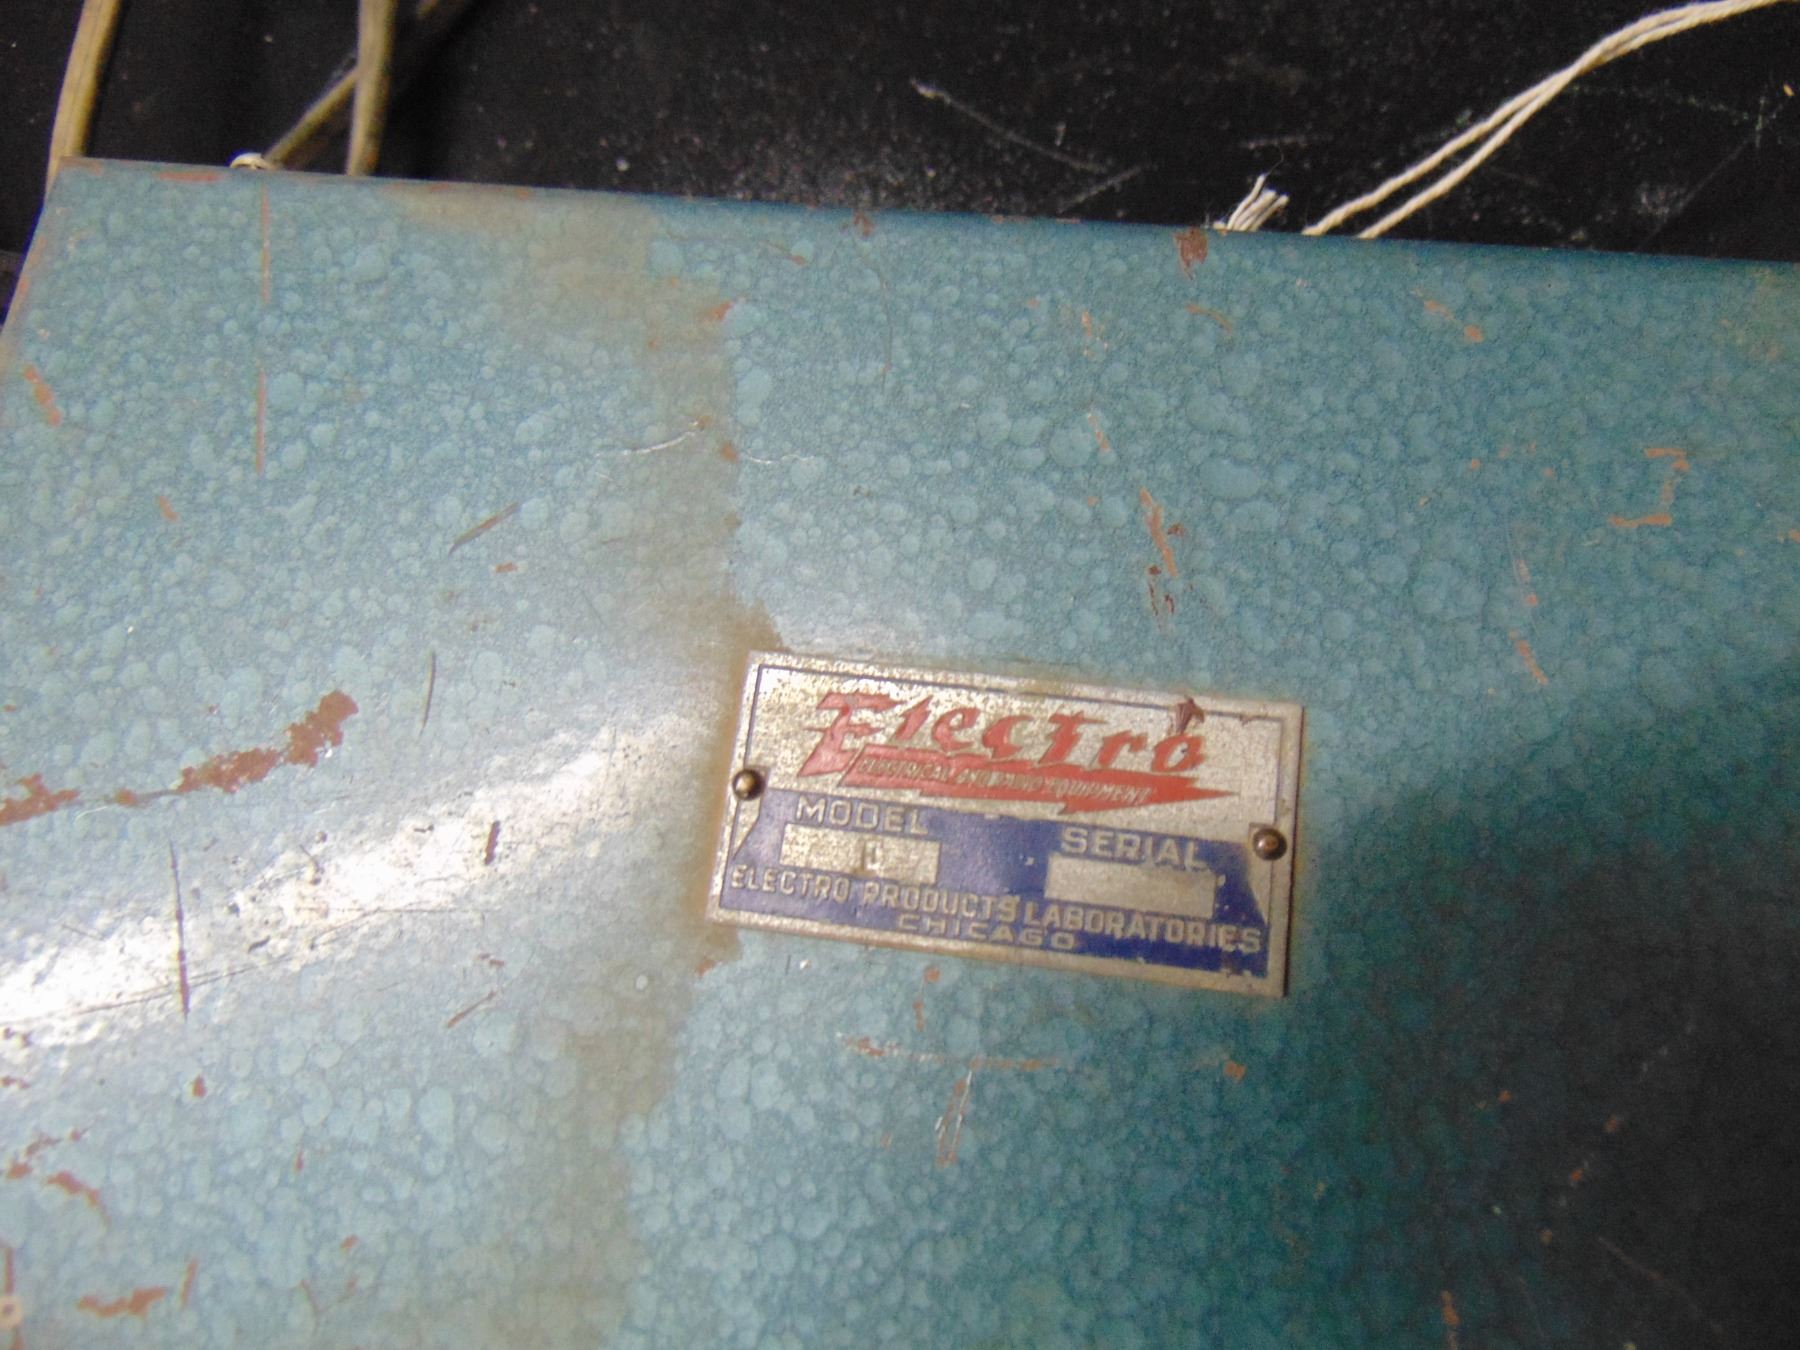 Electro
ELECTRICAL AND RADIO EQUIPMENT
MODEL
SERIAL
ELECTRO PRODUCTS LABORATORIES
CHICAGO